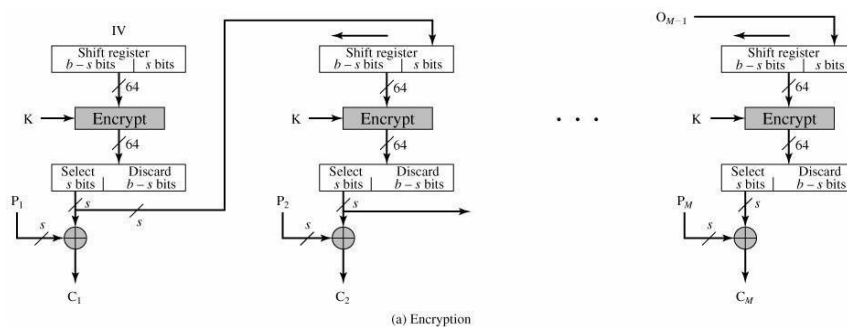 IV
Shift register
b – s bits | s bits
64
K
Encrypt
64
Select Discard
s bits | b – s bits
P1
s
s
s
C1
Shift register
b – s bits | s bits
64
K
Encrypt
64
Select Discard
s bits | b – s bits
P2
s
s
C2
. . .
OM–1
Shift register
b – s bits | s bits
64
K
Encrypt
64
Select Discard
s bits | b – s bits
PM
s
s
CM
(a) Encryption